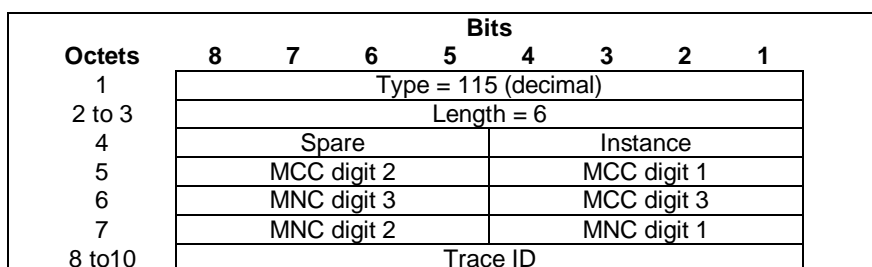 Bits
Octets 8 7 6 5 4 3 2 1
1 Type = 115 (decimal)
2 to 3 Length = 6
4 Spare Instance
5 MCC digit 2 MCC digit 1
6 MNC digit 3 MCC digit 3
7 MNC digit 2 MNC digit 1
8 to10 Trace ID